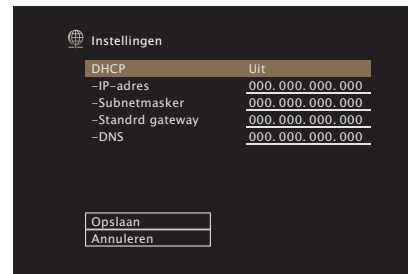 Instellingen
DHCP Uit
–IP–adres 000.000.000.000
–Subnetmasker 000.000.000.000
–Standrd gateway 000.000.000.000
–DNS 000.000.000.000
Opslaan
Annuleren